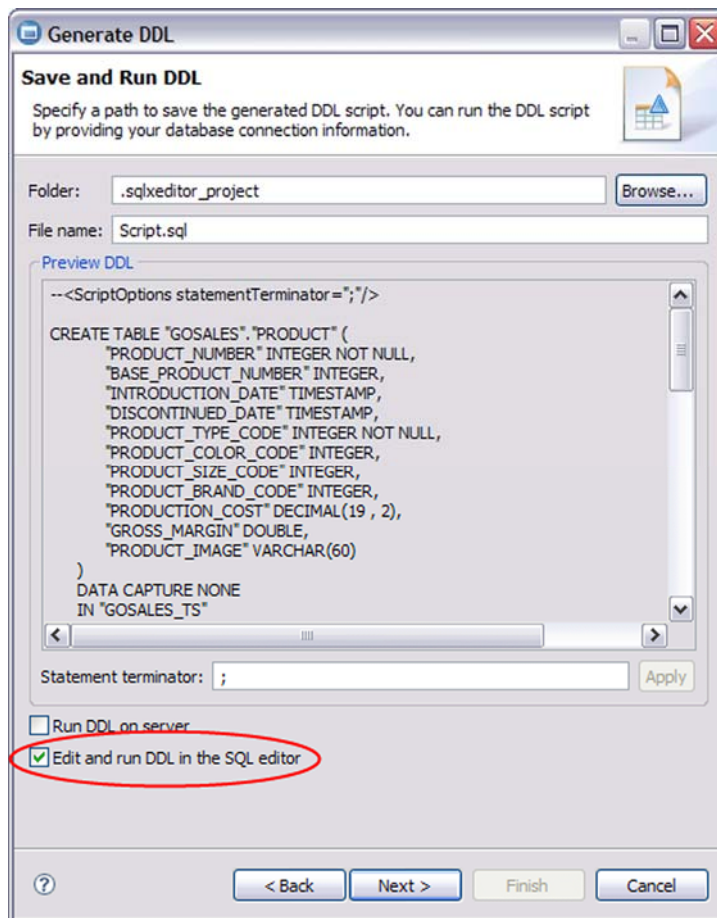 Generate DDL
Save and Run DDL
Specify a path to save the generated DDL script. You can run the DDL script
by providing your database connection information.
Folder: .sqlxeditor_project Browse...
File name: Script.sql
Preview DDL
--<ScriptOptions statementTerminator=";"/>
CREATE TABLE "GOSALES"."PRODUCT" (
"PRODUCT_NUMBER" INTEGER NOT NULL,
"BASE_PRODUCT_NUMBER" INTEGER,
"INTRODUCTION_DATE" TIMESTAMP,
"DISCONTINUED_DATE" TIMESTAMP,
"PRODUCT_TYPE_CODE" INTEGER NOT NULL,
"PRODUCT_COLOR_CODE" INTEGER,
"PRODUCT_SIZE_CODE" INTEGER,
"PRODUCT_BRAND_CODE" INTEGER,
"PRODUCTION_COST" DECIMAL(19 , 2),
"GROSS_MARGIN" DOUBLE,
"PRODUCT_IMAGE" VARCHAR(60)
)
DATA CAPTURE NONE
IN "GOSALES_TS"
Statement terminator: ; Apply
Run DDL on server
Edit and run DDL in the SQL editor
? < Back Next > Finish Cancel